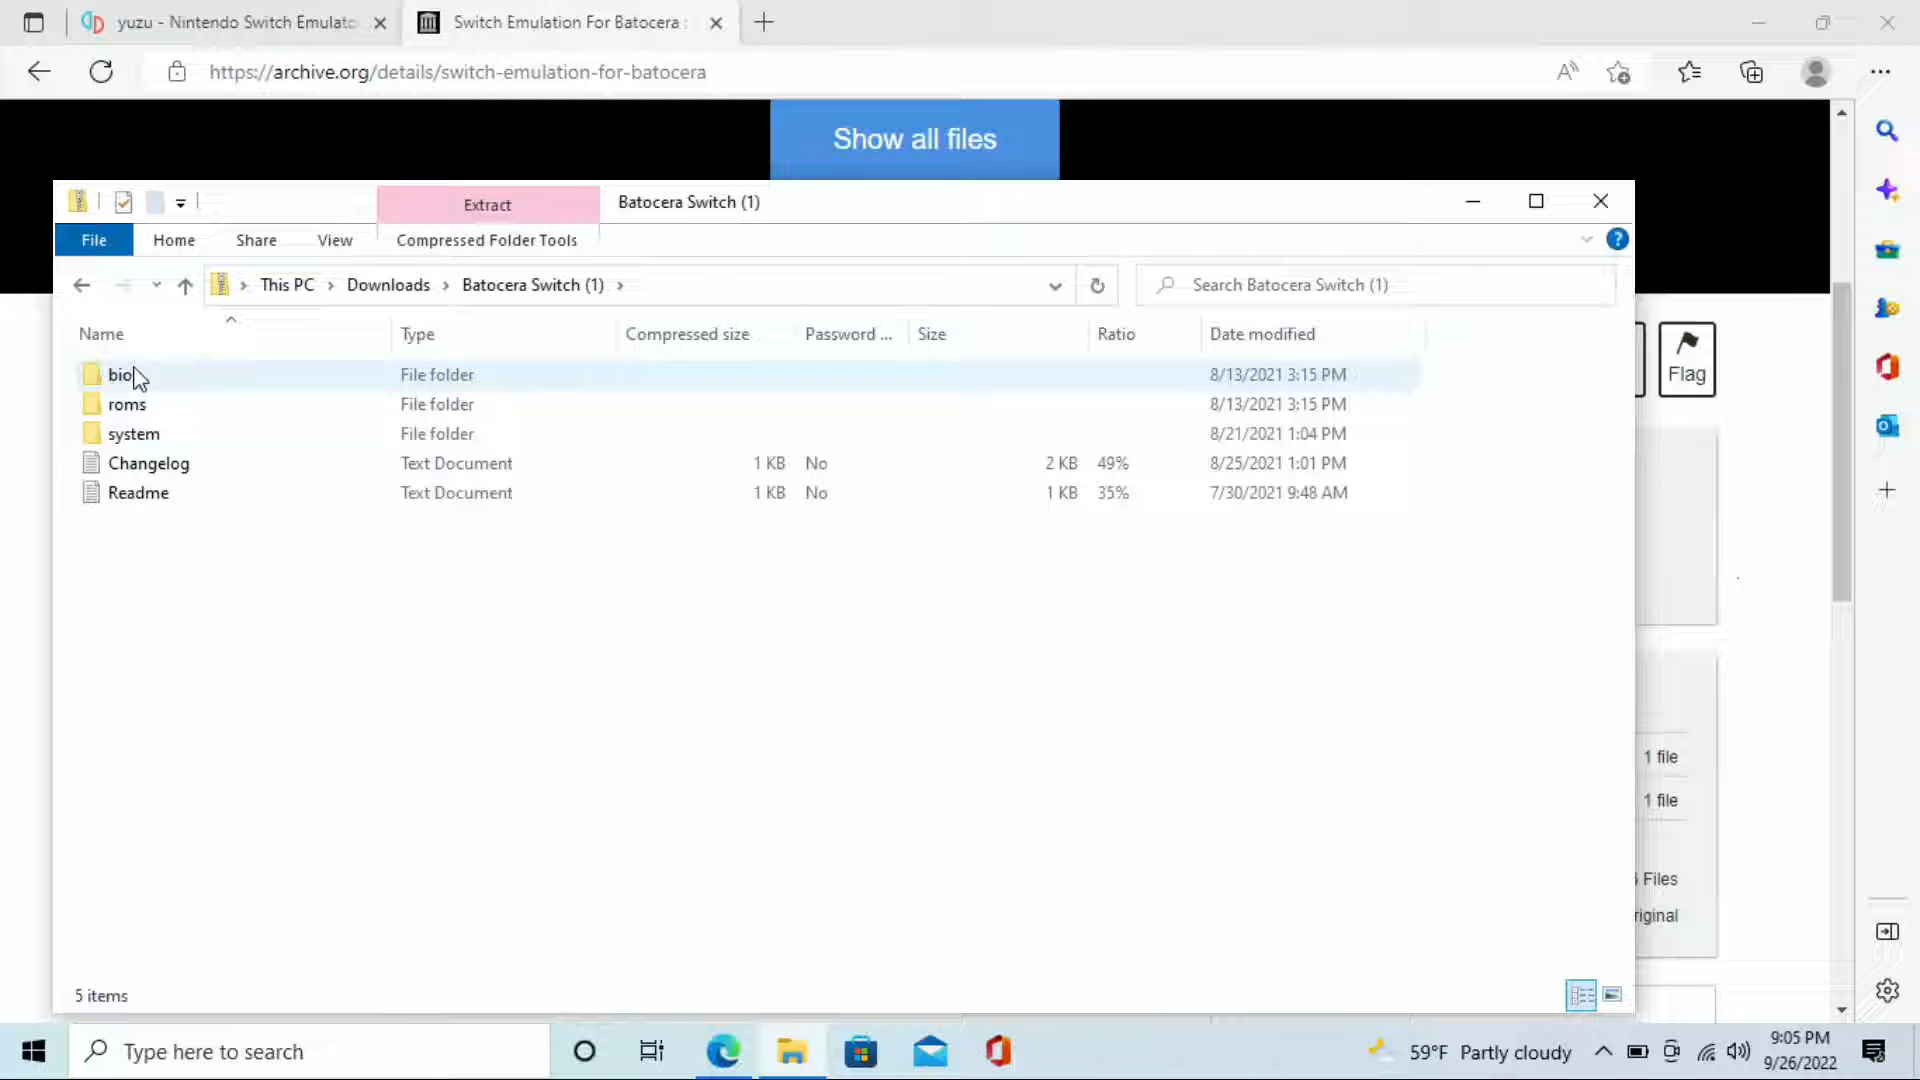 yuzu - Nintendo Switch Emulato
Switch Emulation For Batocera :
https://archive.org/details/switch-emulation-for-batocera
Show all files
Extract
Batocera Switch (1)
File
Home
Share
View
Compressed Folder Tools
This PC > Downloads > Batocera Switch (1) >
Search Batocera Switch (1)
Name Type Compressed size Password ... Size Ratio Date modified
bio File folder 8/13/2021 3:15 PM
roms File folder 8/13/2021 3:15 PM
system File folder 8/21/2021 1:04 PM
Changelog Text Document 1 KB No 2 KB 49% 8/25/2021 1:01 PM
Readme Text Document 1 KB No 1 KB 35% 7/30/2021 9:48 AM
Flag
1 file
1 file
Files
riginal
5 items
Type here to search
59°F Partly cloudy
9:05 PM
9/26/2022